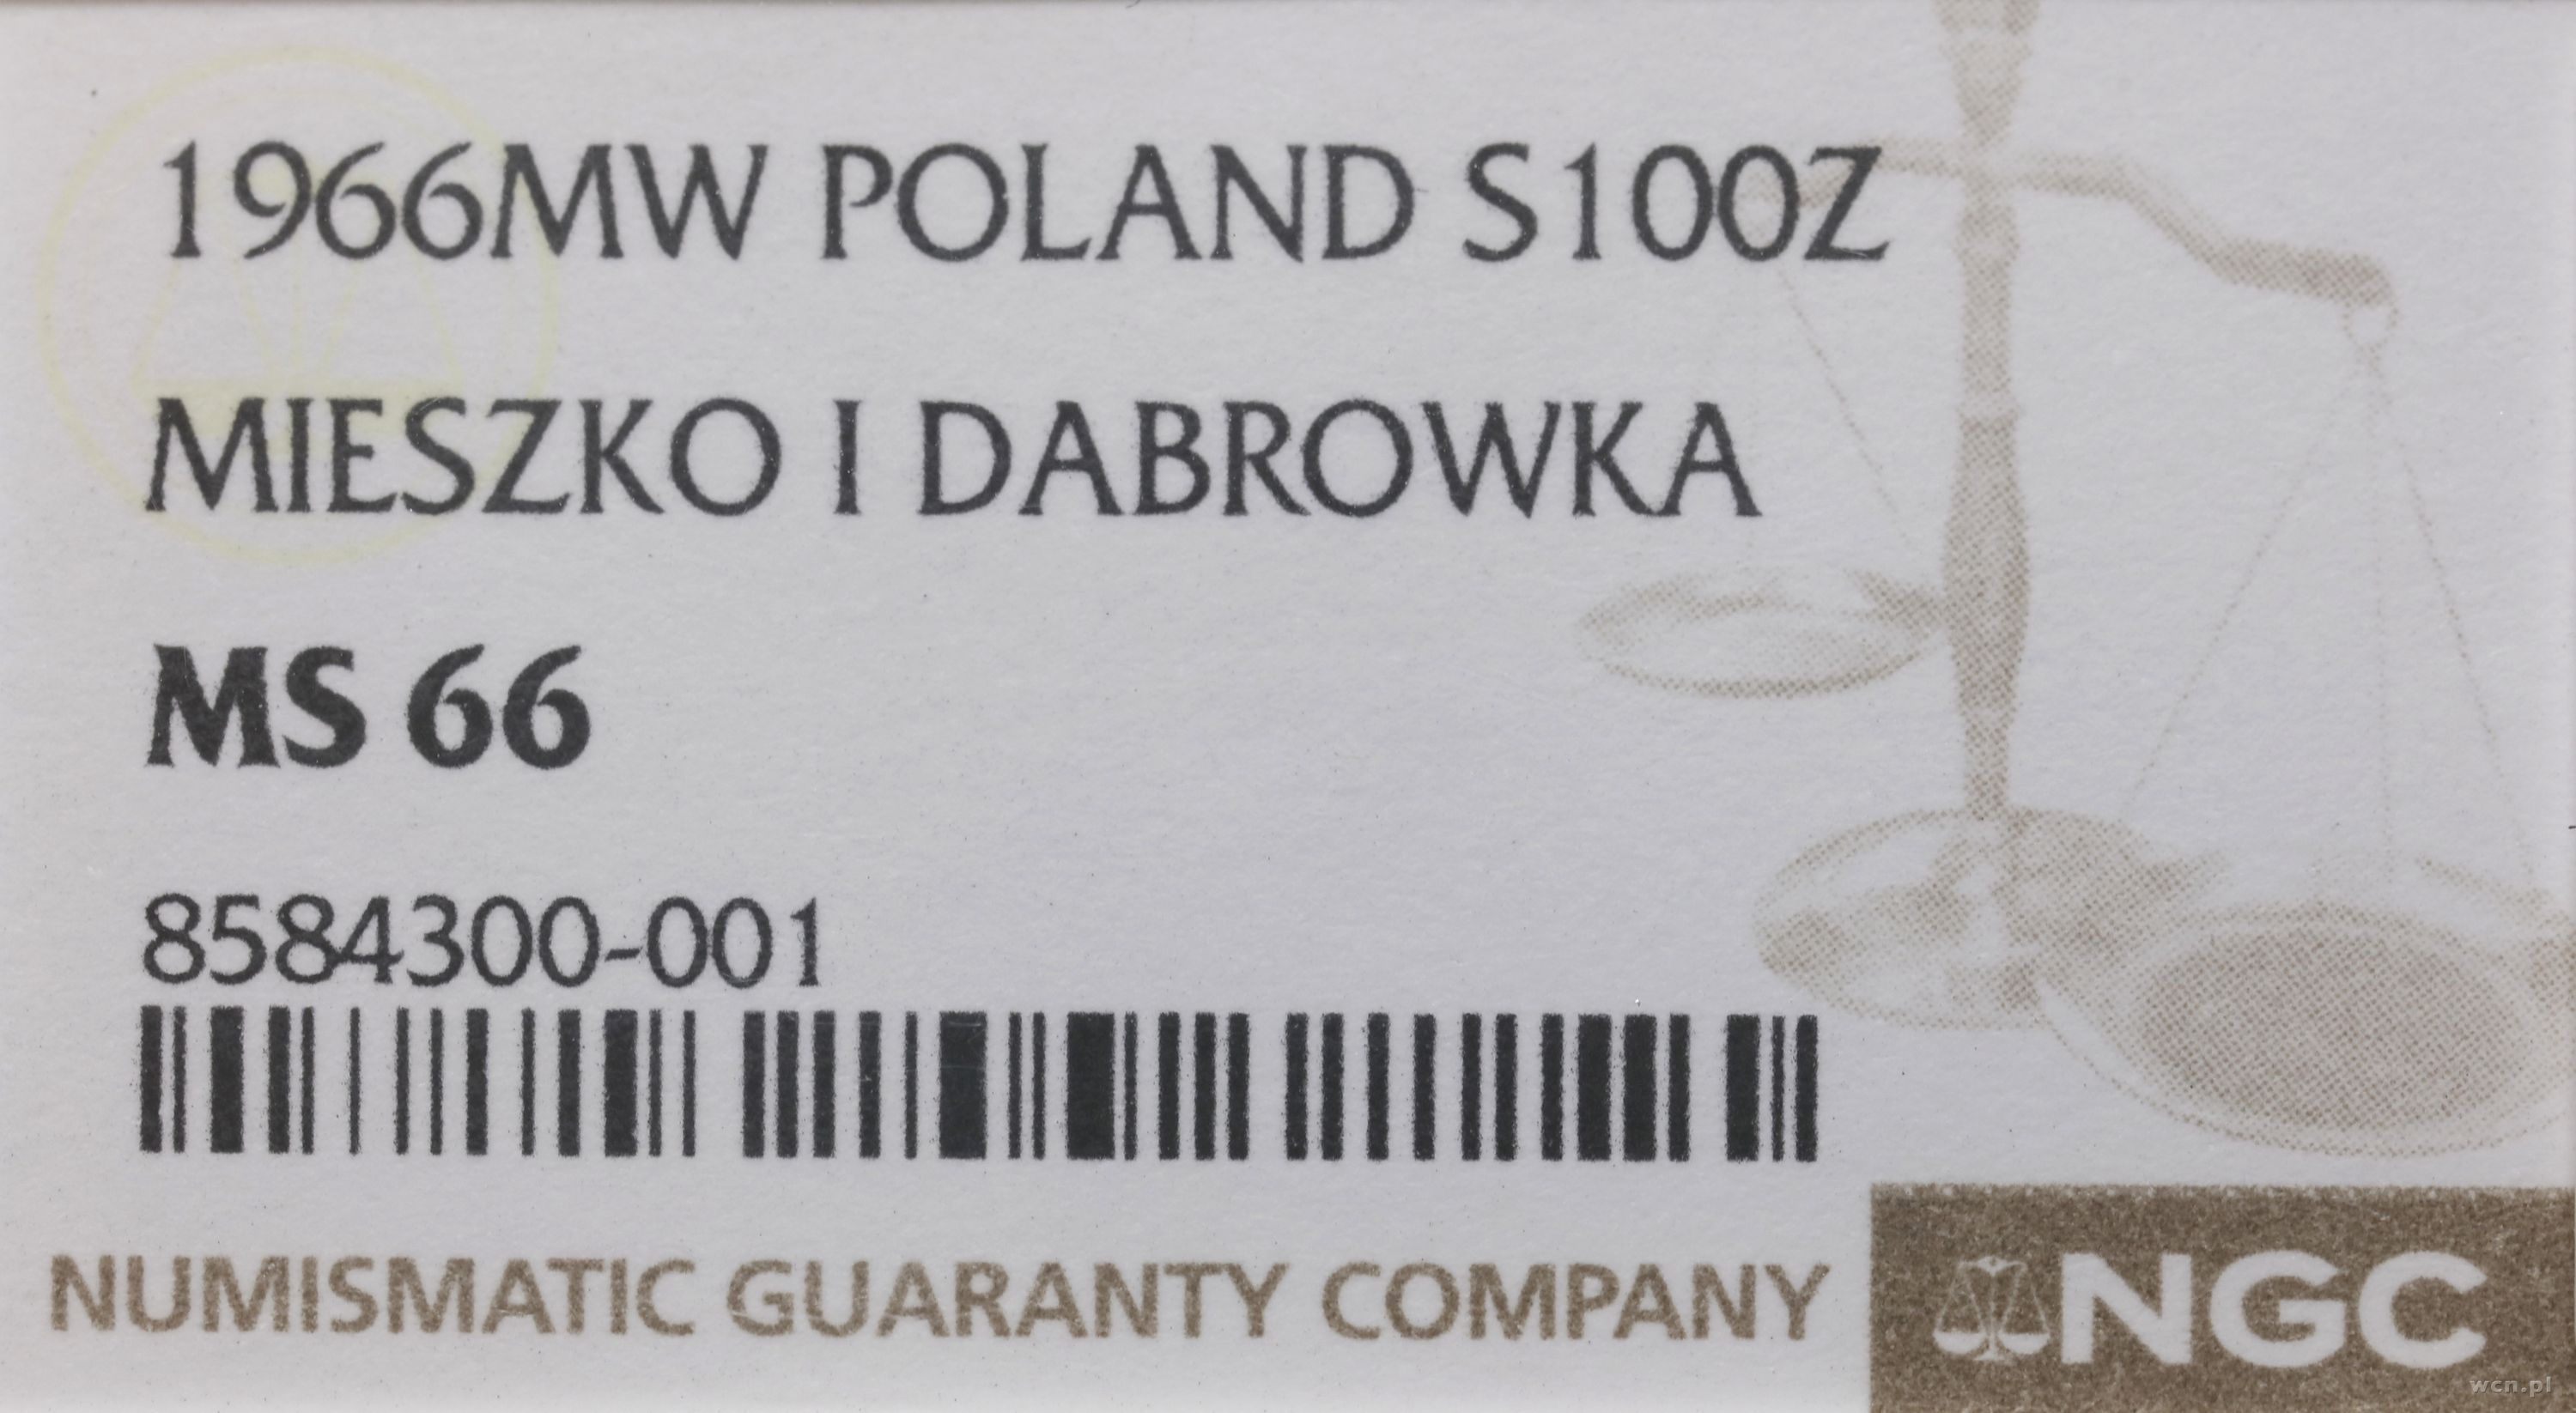 1966MW POLAND S100Z
MIESZKO I DABROWKA
MS 66
8584300-001
NUMISMATIC GUARANTY COMPANY
NGC
wcn.pl